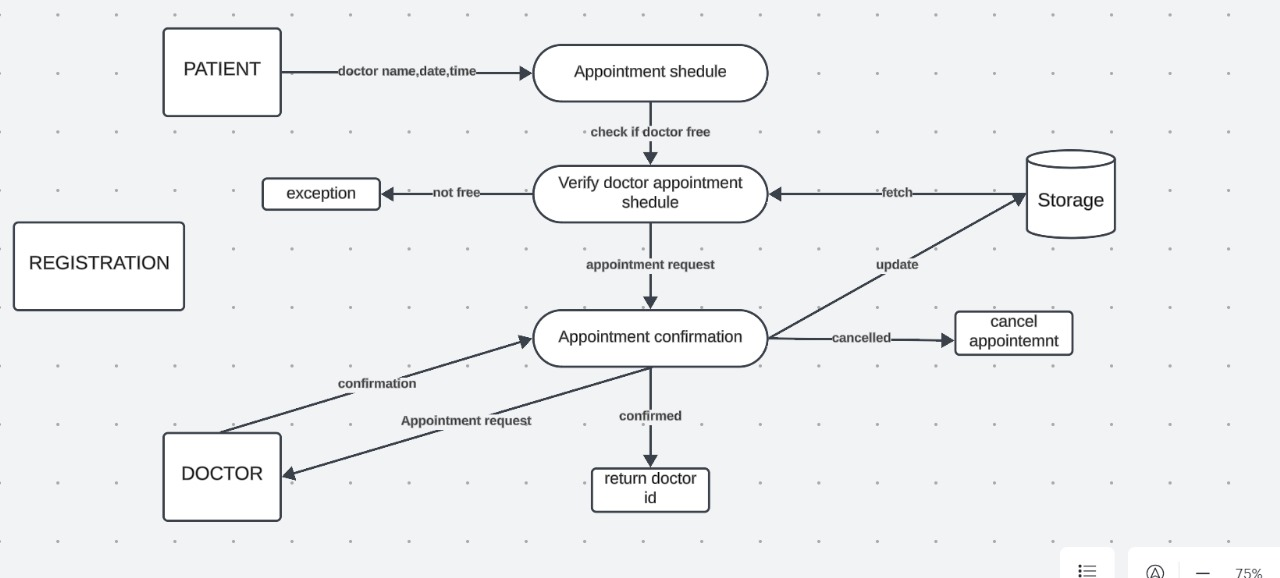 PATIENT
doctor name,date,time
Appointment shedule
check if doctor free
exception
not free
Verify doctor appointment
shedule
fetch
Storage
REGISTRATION
appointment request
update
Appointment confirmation
cancelled
cancel
appointemnt
confirmation
Appointment request
confirmed
DOCTOR
return doctor
id
75%